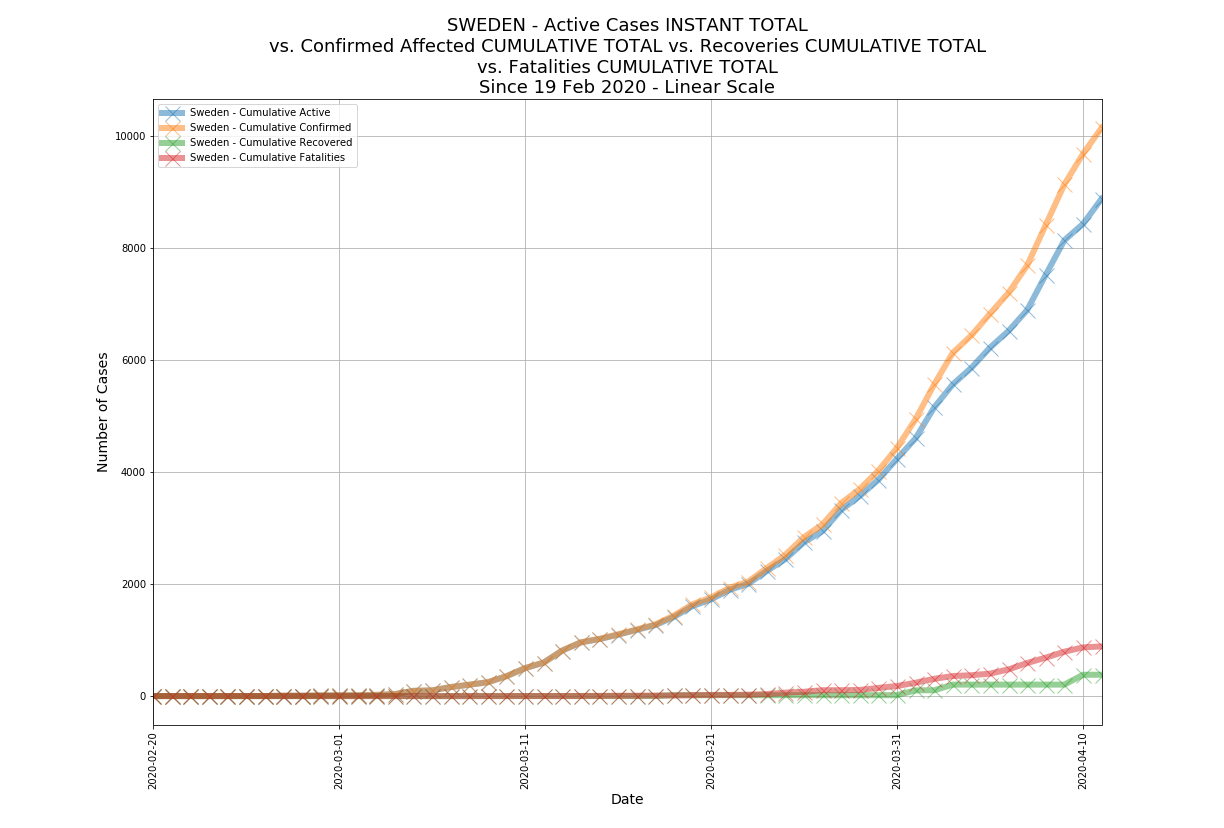 SWEDEN - Active Cases INSTANT TOTAL
vs. Confirmed Affected CUMULATIVE TOTAL vs. Recoveries CUMULATIVE TOTAL
vs. Fatalities CUMULATIVE TOTAL
Since 19 Feb 2020 - Linear Scale
Sweden - Cumulative Active
Sweden - Cumulative Confirmed
Sweden - Cumulative Recovered
Sweden - Cumulative Fatalities
10000
8000
6000
4000
2000
0
Number of Cases
2020-02-20
2020-03-01
2020-03-11
2020-03-21
2020-03-31
2020-04-10
Date